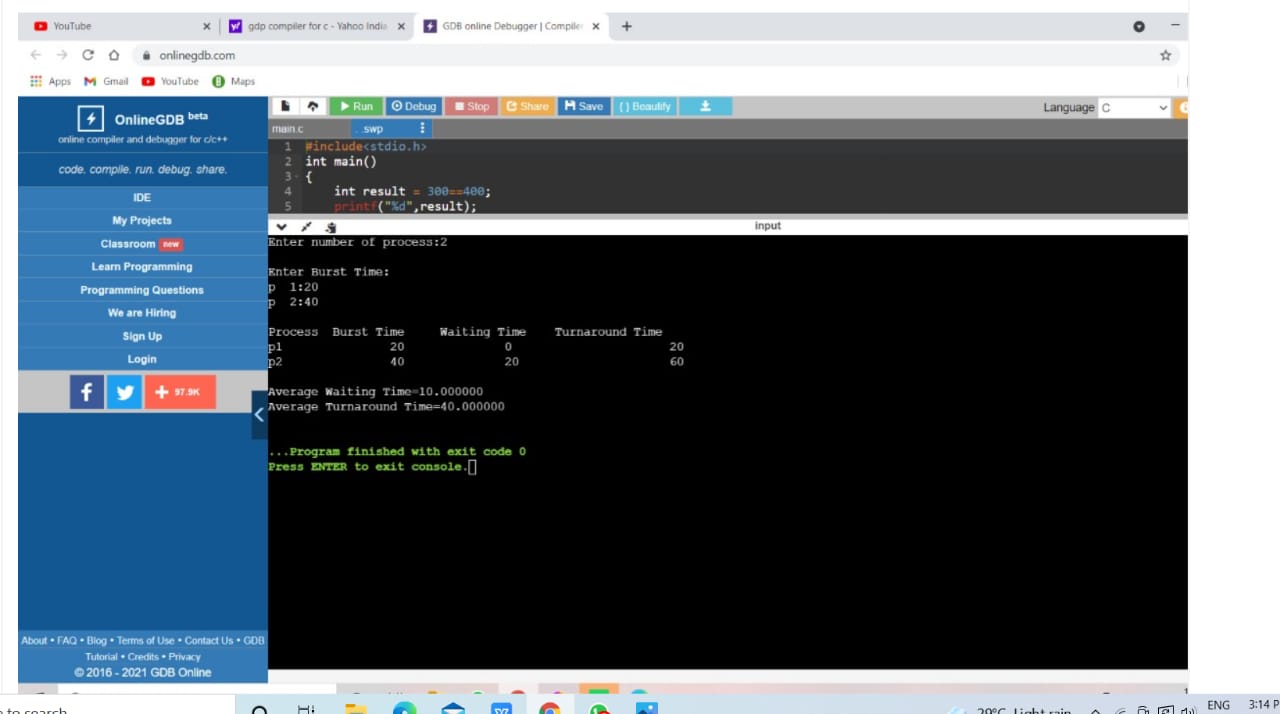 YouTube
gdp compiler for c - Yahoo India
GDB online Debugger | Compiler
onlinegdb.com
Apps Gmail YouTube Maps
OnlineGDB beta
online compiler and debugger for c/c++
code. compile. run. debug. share.
IDE
My Projects
Classroom new
Learn Programming
Programming Questions
We are Hiring
Sign Up
Login
97.9K
About • FAQ • Blog • Terms of Use • Contact Us • GDB
Tutorial • Credits • Privacy
© 2016 - 2021 GDB Online
Run Debug Stop Share Save {} Beautify
Language C
main.c .swp
1 #include<stdio.h>
2 int main()
3 {
4 int result = 300==400;
5 printf("%d",result);
input
Enter number of process:2
Enter Burst Time:
p 1:20
p 2:40
Process Burst Time Waiting Time Turnaround Time
p1 20 0 20
p2 40 20 60
Average Waiting Time=10.000000
Average Turnaround Time=40.000000
...Program finished with exit code 0
Press ENTER to exit console.
to search
29°C Light rain
ENG 3:14 P